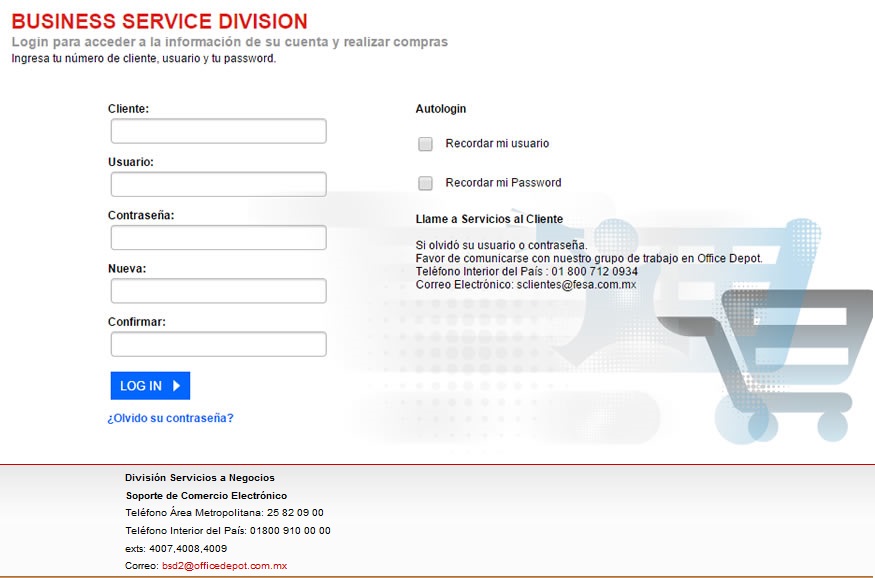 BUSINESS SERVICE DIVISION
Login para acceder a la información de su cuenta y realizar compras
Ingresa tu número de cliente, usuario y tu password.
Cliente:
Usuario:
Contraseña:
Nueva:
Confirmar:
LOG IN
¿Olvido su contraseña?
Autologin
Recordar mi usuario
Recordar mi Password
Llame a Servicios al Cliente
Si olvidó su usuario o contraseña.
Favor de comunicarse con nuestro grupo de trabajo en Office Depot.
Teléfono Interior del País : 01 800 712 0934
Correo Electrónico: sclientes@fesa.com.mx
División Servicios a Negocios
Soporte de Comercio Electrónico
Teléfono Área Metropolitana: 25 82 09 00
Teléfono Interior del País: 01800 910 00 00
exts: 4007,4008,4009
Correo: bsd2@officedepot.com.mx